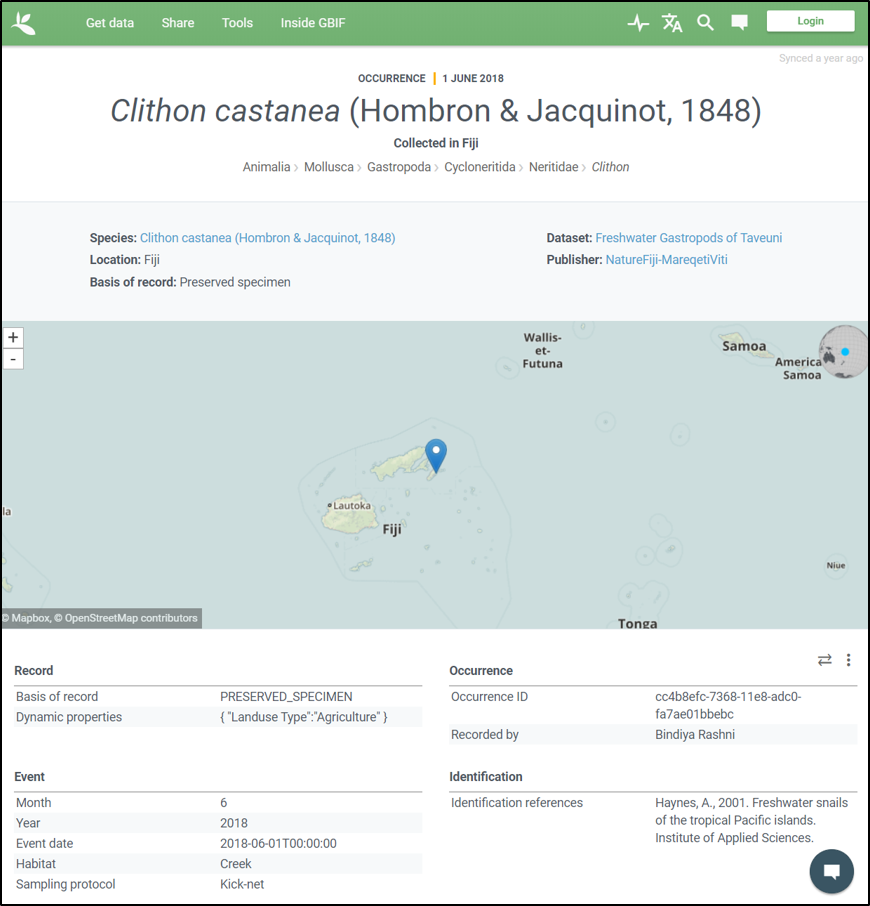 Get data Share Tools Inside GBIF Login
Synced a year ago
OCCURRENCE | 1 JUNE 2018
Clithon castanea (Hombron & Jacquinot, 1848)
Collected in Fiji
Animalia › Mollusca › Gastropoda › Cycloneritida › Neritidae › Clithon
Species: Clithon castanea (Hombron & Jacquinot, 1848)
Location: Fiji
Basis of record: Preserved specimen
Dataset: Freshwater Gastropods of Taveuni
Publisher: NatureFiji-MareqetiViti
+
-
Wallis-
et-
Futuna
Samoa
America
Samoa
Lautoka
Fiji
la
Niue
Tonga
© Mapbox, © OpenStreetMap contributors
Record
Basis of record PRESERVED_SPECIMEN
Dynamic properties { "Landuse Type":"Agriculture" }
Occurrence
Occurrence ID cc4b8efc-7368-11e8-adc0-
fa7ae01bbebc
Recorded by Bindiya Rashni
Event
Month 6
Year 2018
Event date 2018-06-01T00:00:00
Habitat Creek
Sampling protocol Kick-net
Identification
Identification references Haynes, A., 2001. Freshwater snails
of the tropical Pacific islands.
Institute of Applied Sciences.